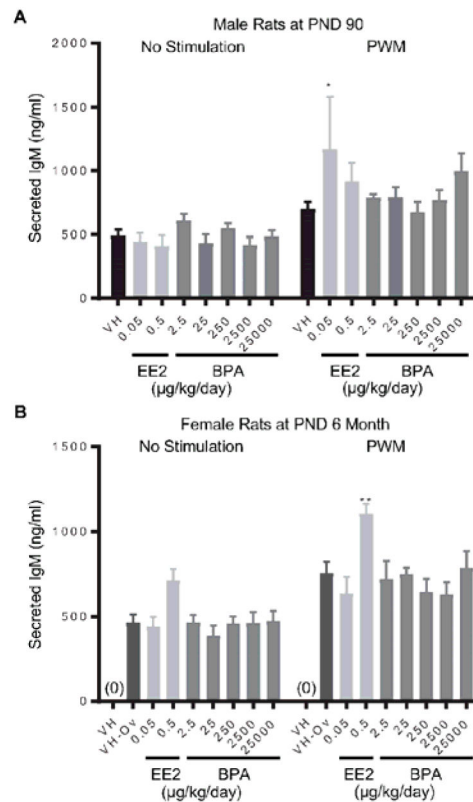 A
Male Rats at PND 90
No Stimulation PWM
Secreted IgM (ng/ml)
2000
1500
1000
500
0
*
VH 0.05 0.5 2.5 25 250 2500 25000 VH 0.05 0.5 2.5 25 250 2500 25000
EE2 BPA EE2 BPA
(µg/kg/day) (µg/kg/day)
B
Female Rats at PND 6 Month
No Stimulation PWM
Secreted IgM (ng/ml)
1500
1000
500
0
**
(0) (0)
VH VH-Ov 0.05 0.5 2.5 25 250 2500 25000 VH VH-Ov 0.05 0.5 2.5 25 250 2500 25000
EE2 BPA EE2 BPA
(µg/kg/day) (µg/kg/day)